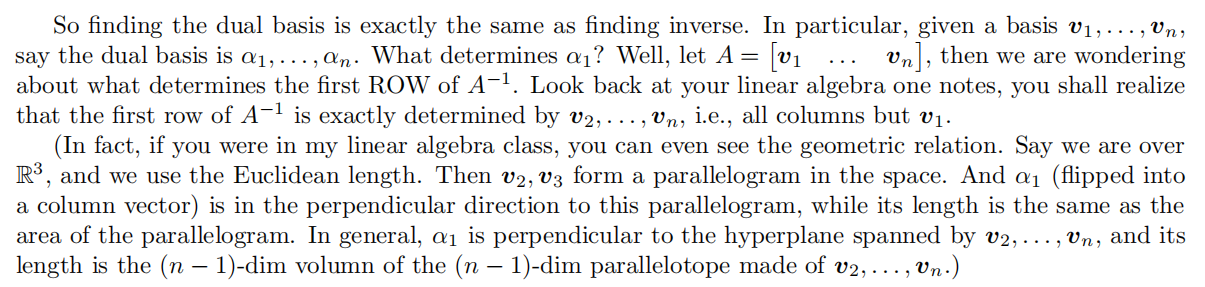 So finding the dual basis is exactly the same as finding inverse. In particular, given a basis v₁, . . . , vₙ,
say the dual basis is α₁, . . . , αₙ. What determines α₁? Well, let A = [v₁ . . . vₙ], then we are wondering
about what determines the first ROW of A⁻¹. Look back at your linear algebra one notes, you shall realize
that the first row of A⁻¹ is exactly determined by v₂, . . . , vₙ, i.e., all columns but v₁.
(In fact, if you were in my linear algebra class, you can even see the geometric relation. Say we are over
ℝ³, and we use the Euclidean length. Then v₂, v₃ form a parallelogram in the space. And α₁ (flipped into
a column vector) is in the perpendicular direction to this parallelogram, while its length is the same as the
area of the parallelogram. In general, α₁ is perpendicular to the hyperplane spanned by v₂, . . . , vₙ, and its
length is the (n − 1)-dim volumn of the (n − 1)-dim parallelotope made of v₂, . . . , vₙ.)